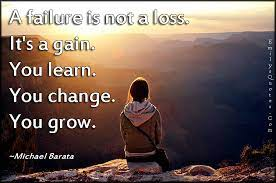 A failure is not a loss.
It's a gain.
You learn.
You change.
You grow.
~Michael Barata
EmilysQuotes.Com